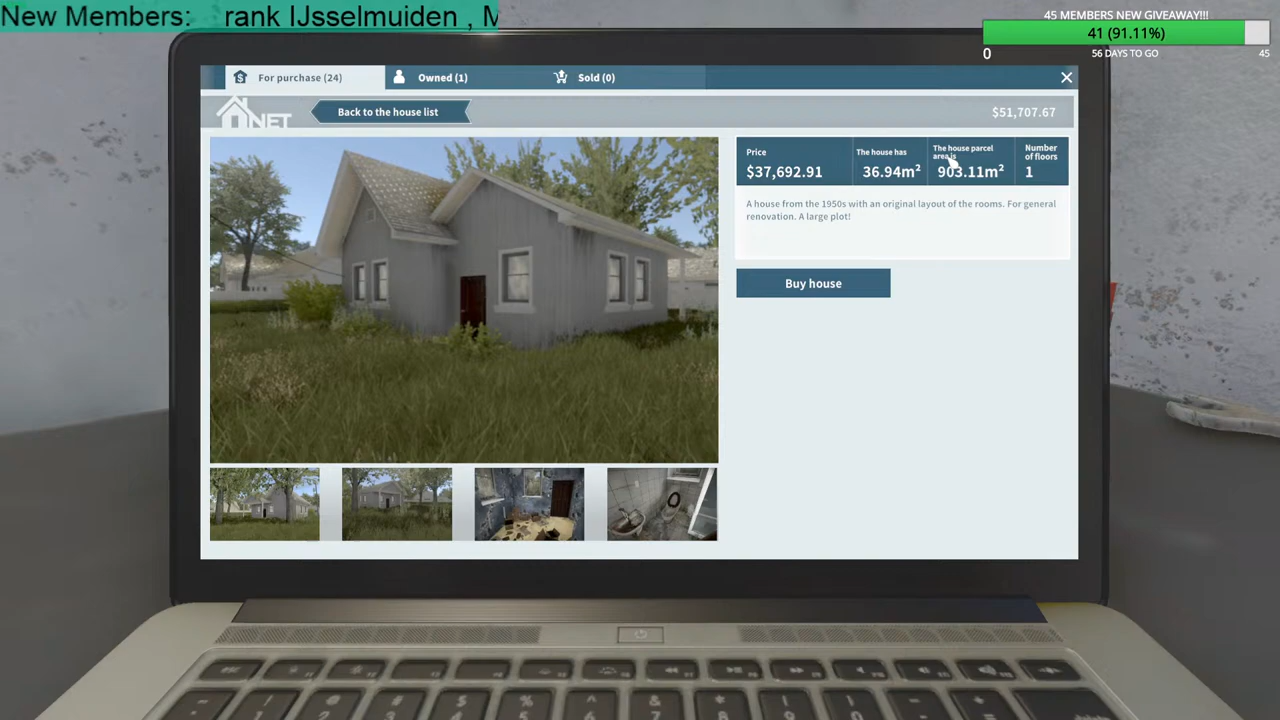 New Members: rank IJsselmuiden , M
45 MEMBERS NEW GIVEAWAY!!!
41 (91.11%)
0 56 DAYS TO GO 45
For purchase (24) Owned (1) Sold (0)
NET Back to the house list $51,707.67
Price The house has The house parcel area is Number of floors
$37,692.91 36.94m² 903.11m² 1
A house from the 1950s with an original layout of the rooms. For general
renovation. A large plot!
Buy house